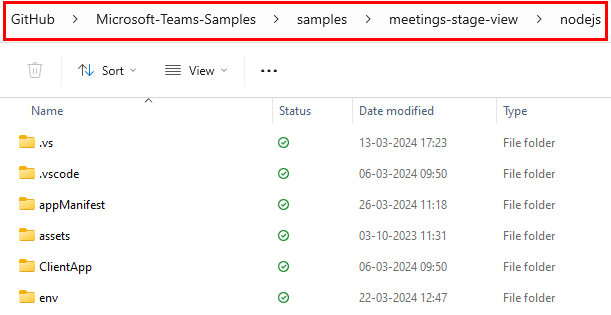 GitHub > Microsoft-Teams-Samples > samples > meetings-stage-view > nodejs
Sort View ...
Name Status Date modified Type
.vs 13-03-2024 17:23 File folder
.vscode 06-03-2024 09:50 File folder
appManifest 26-03-2024 11:18 File folder
assets 03-10-2023 11:31 File folder
ClientApp 06-03-2024 09:50 File folder
env 22-03-2024 12:47 File folder